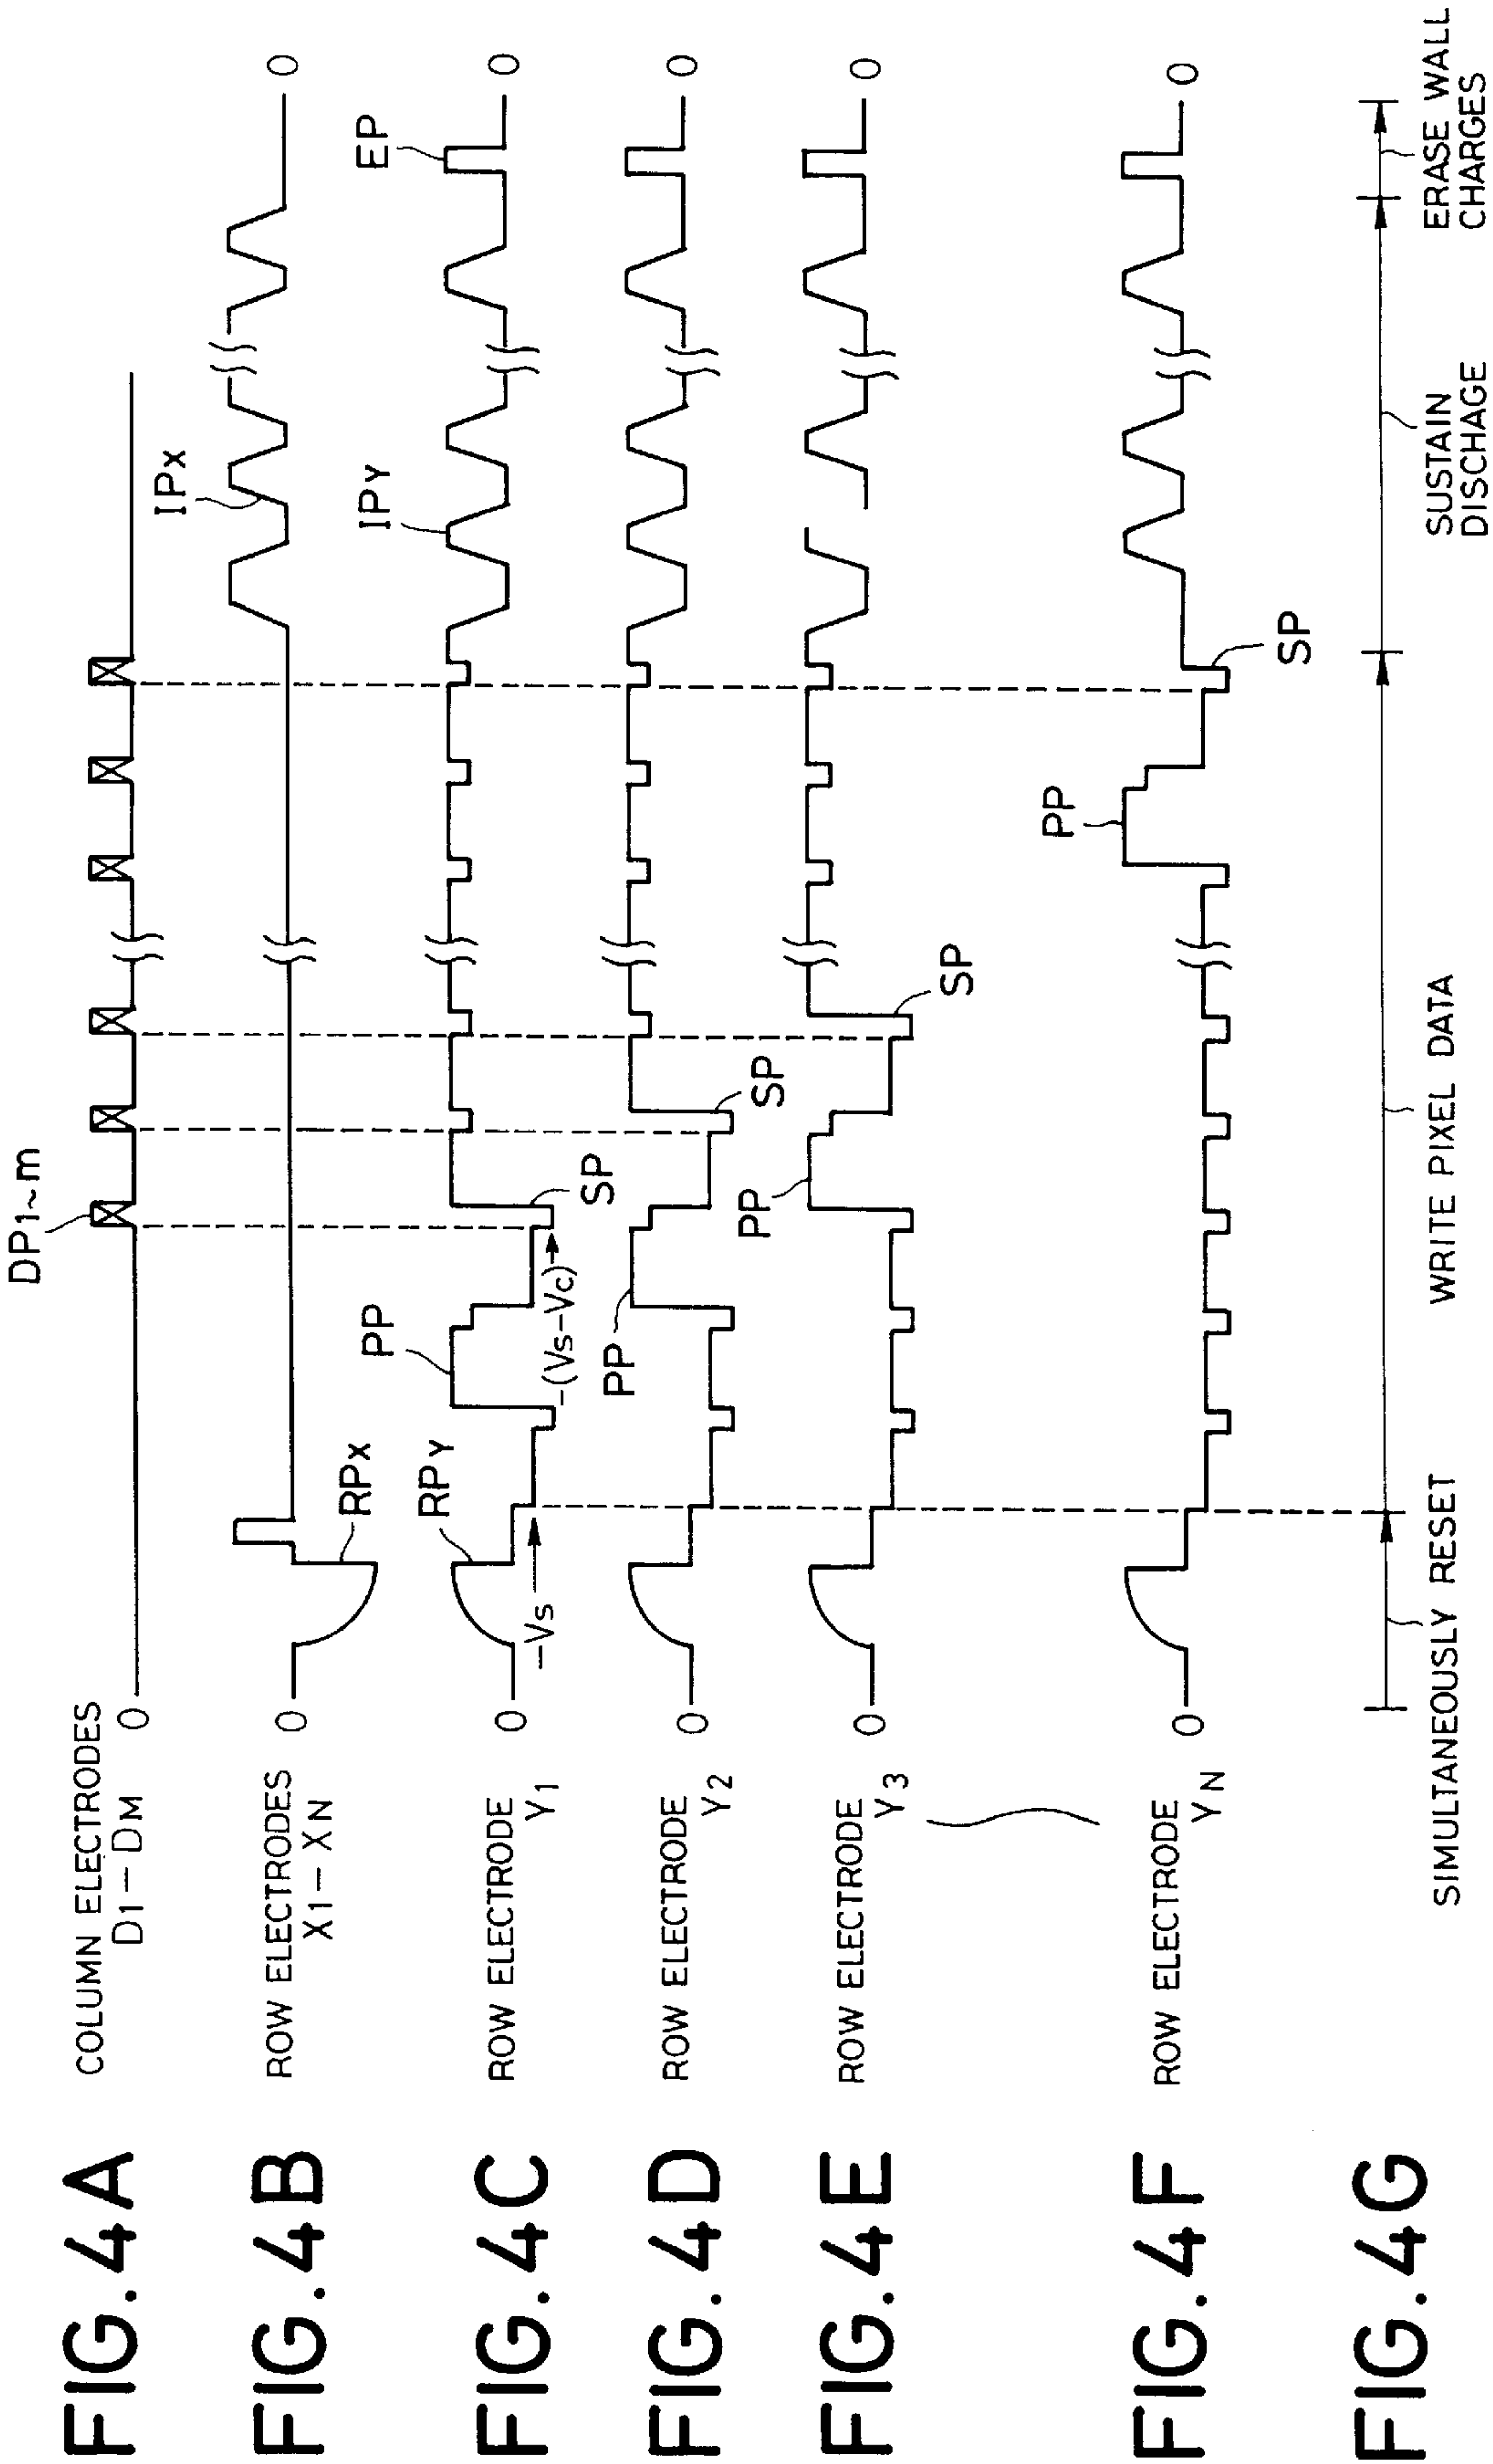 FIG. 4A
COLUMN ELECTRODES
D1 – DM
0
DP1~m
FIG. 4B
ROW ELECTRODES
X1 – XN
0
RPX
IPX
0
FIG. 4C
ROW ELECTRODE
Y1
0
RPY
-VS
PP
-(VS-VC)
SP
IPY
EP
0
FIG. 4D
ROW ELECTRODE
Y2
0
PP
SP
0
FIG. 4E
ROW ELECTRODE
Y3
0
PP
SP
0
FIG. 4F
ROW ELECTRODE
YN
0
PP
SP
0
FIG. 4G
SIMULTANEOUSLY RESET
WRITE PIXEL DATA
SUSTAIN
DISCHAGE
ERASE WALL
CHARGES